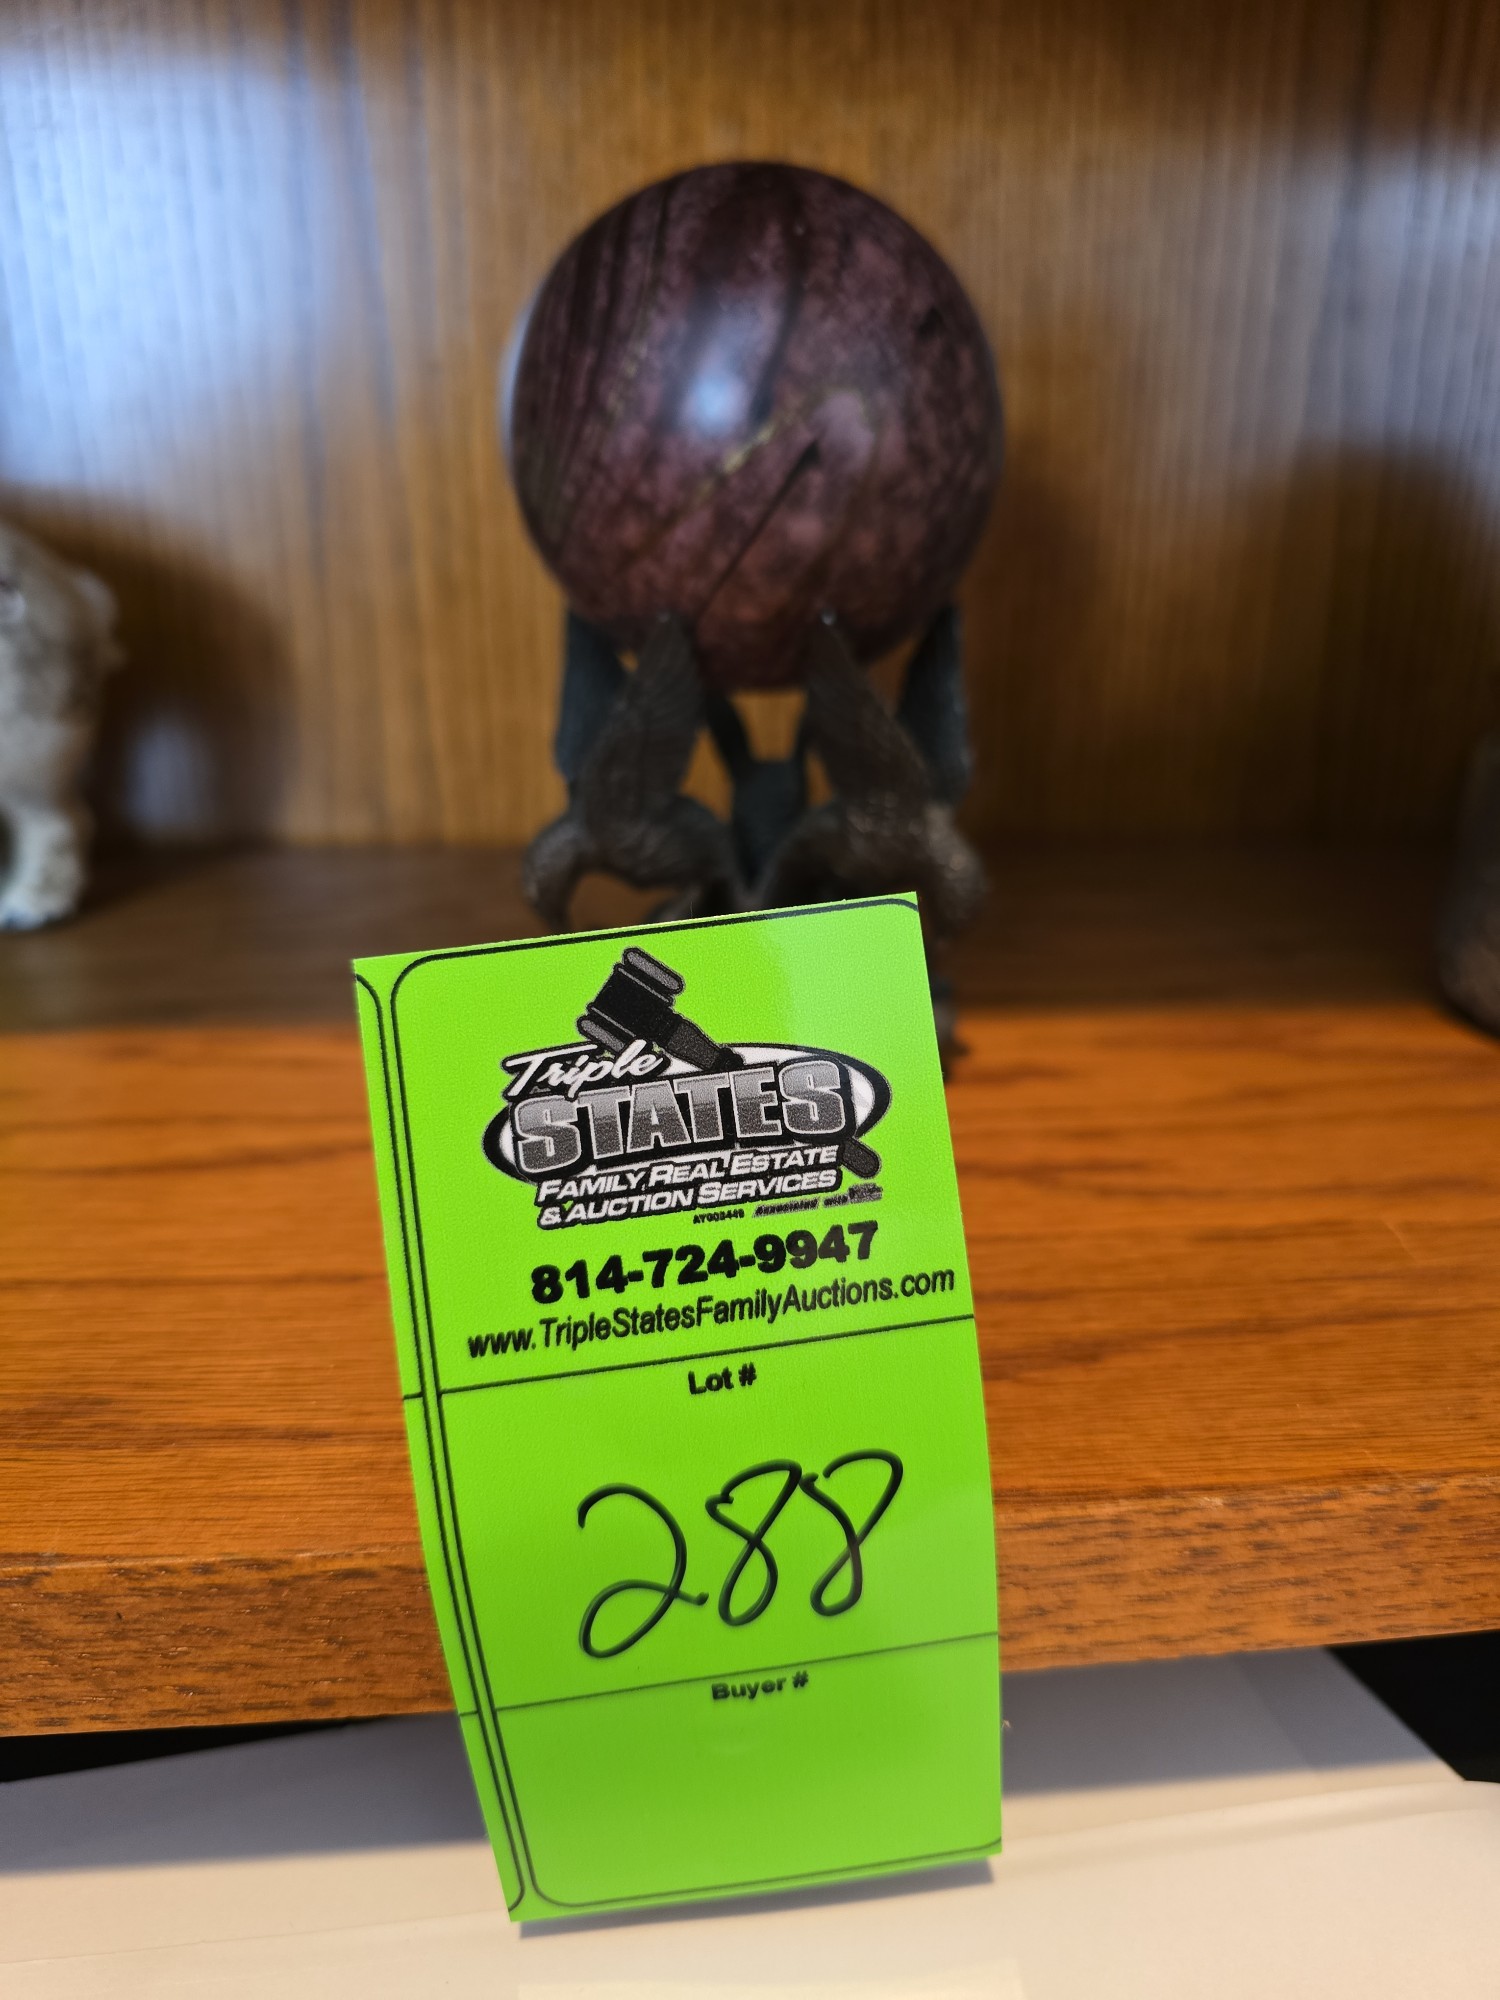 Triple
STATES
FAMILY REAL ESTATE
& AUCTION SERVICES
814-724-9947
www.TripleStatesFamilyAuctions.com
Lot #
288
Buyer #